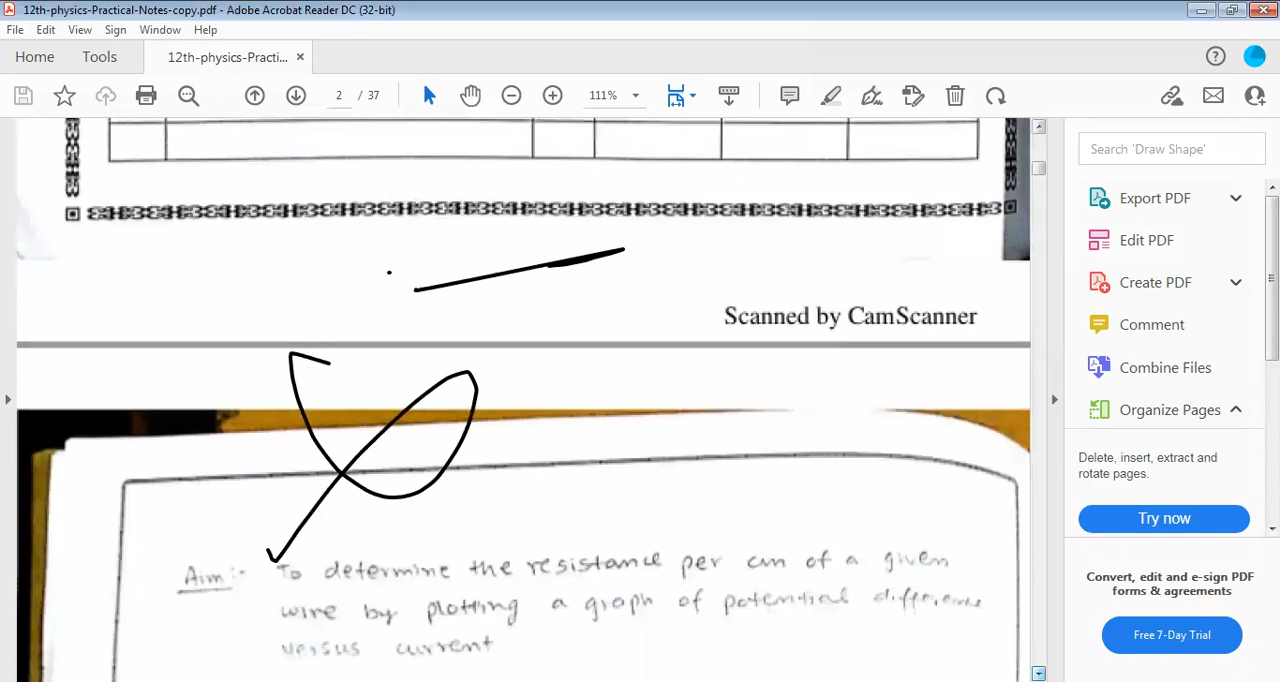 12th-physics-Practical-Notes-copy.pdf - Adobe Acrobat Reader DC (32-bit)
File Edit View Sign Window Help
Home Tools 12th-physics-Practi... ×
2 / 37 111%
Search 'Draw Shape'
Export PDF
Edit PDF
Create PDF
Comment
Combine Files
Organize Pages
Delete, insert, extract and
rotate pages.
Try now
Convert, edit and e-sign PDF
forms & agreements
Free 7-Day Trial
Scanned by CamScanner
Aim:- To determine the resistance per cm of a given
wire by plotting a graph of potential difference
versus current